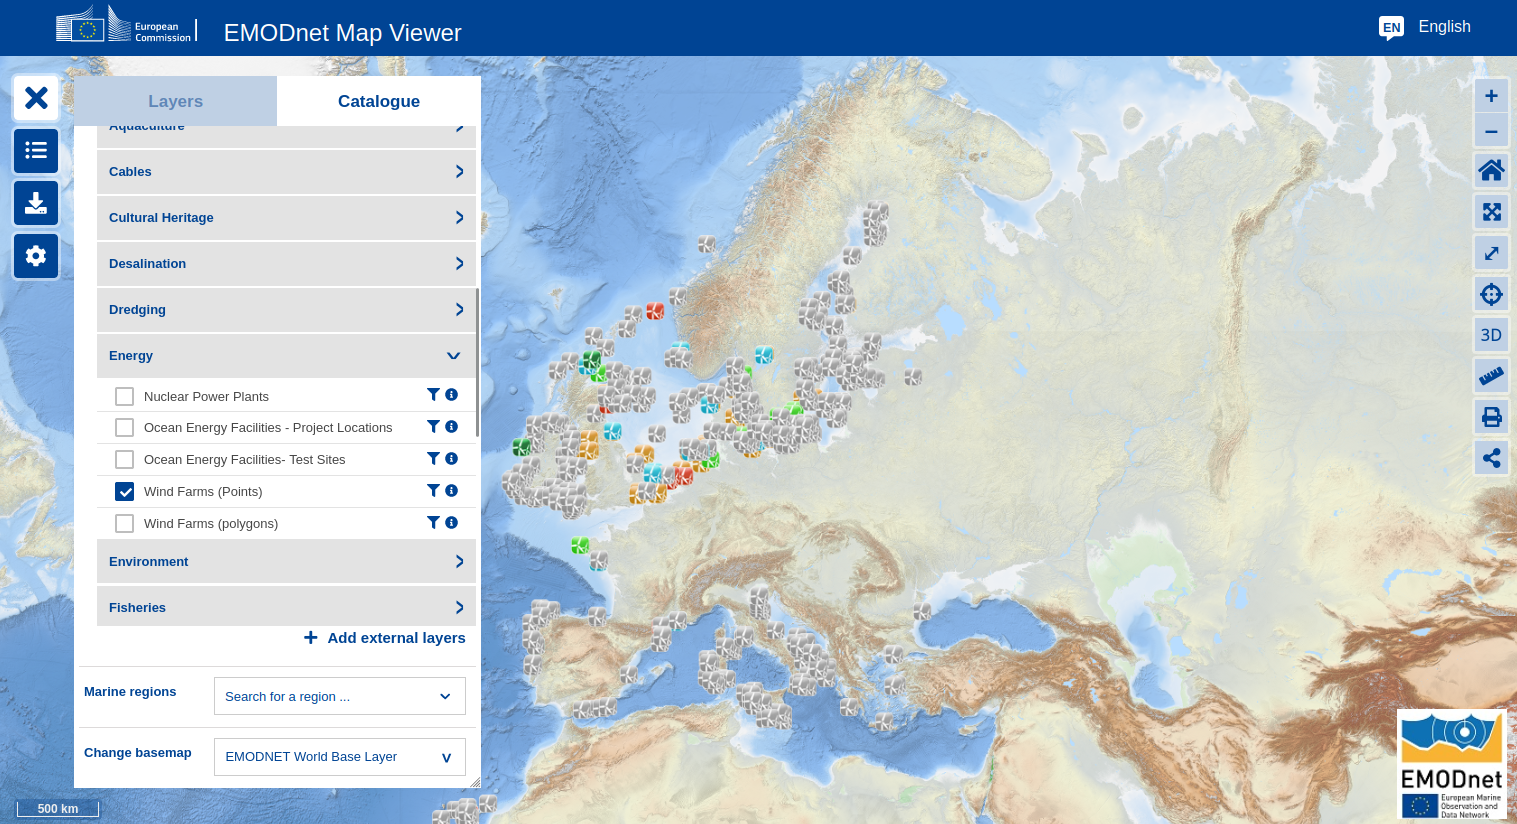 European
Commission
EMODnet Map Viewer
EN
English
Layers
Catalogue
Aquaculture
Cables
Cultural Heritage
Desalination
Dredging
Energy
Nuclear Power Plants
Ocean Energy Facilities - Project Locations
Ocean Energy Facilities- Test Sites
Wind Farms (Points)
Wind Farms (polygons)
Environment
Fisheries
+ Add external layers
Marine regions
Search for a region ...
Change basemap
EMODNET World Base Layer
500 km
+
−
3D
EMODnet
European Marine
Observation and
Data Network